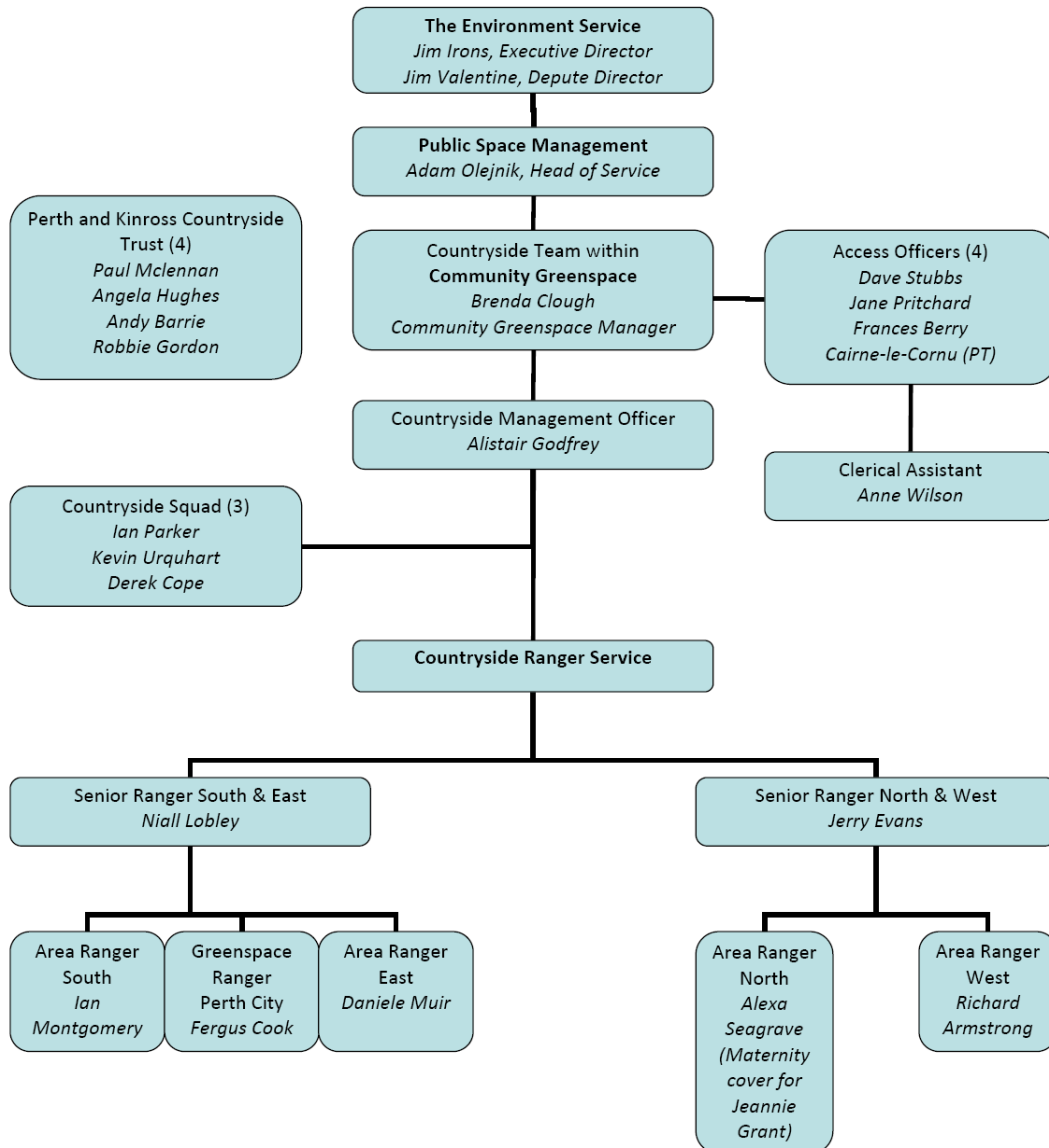 The Environment Service
Jim Irons, Executive Director
Jim Valentine, Depute Director
Public Space Management
Adam Olejnik, Head of Service
Perth and Kinross Countryside
Trust (4)
Paul Mclennan
Angela Hughes
Andy Barrie
Robbie Gordon
Countryside Team within
Community Greenspace
Brenda Clough
Community Greenspace Manager
Access Officers (4)
Dave Stubbs
Jane Pritchard
Frances Berry
Cairne-le-Cornu (PT)
Countryside Management Officer
Alistair Godfrey
Clerical Assistant
Anne Wilson
Countryside Squad (3)
Ian Parker
Kevin Urquhart
Derek Cope
Countryside Ranger Service
Senior Ranger South & East
Niall Lobley
Senior Ranger North & West
Jerry Evans
Area Ranger
South
Ian
Montgomery
Greenspace
Ranger
Perth City
Fergus Cook
Area Ranger
East
Daniele Muir
Area Ranger
North
Alexa
Seagrave
(Maternity
cover for
Jeannie
Grant)
Area Ranger
West
Richard
Armstrong